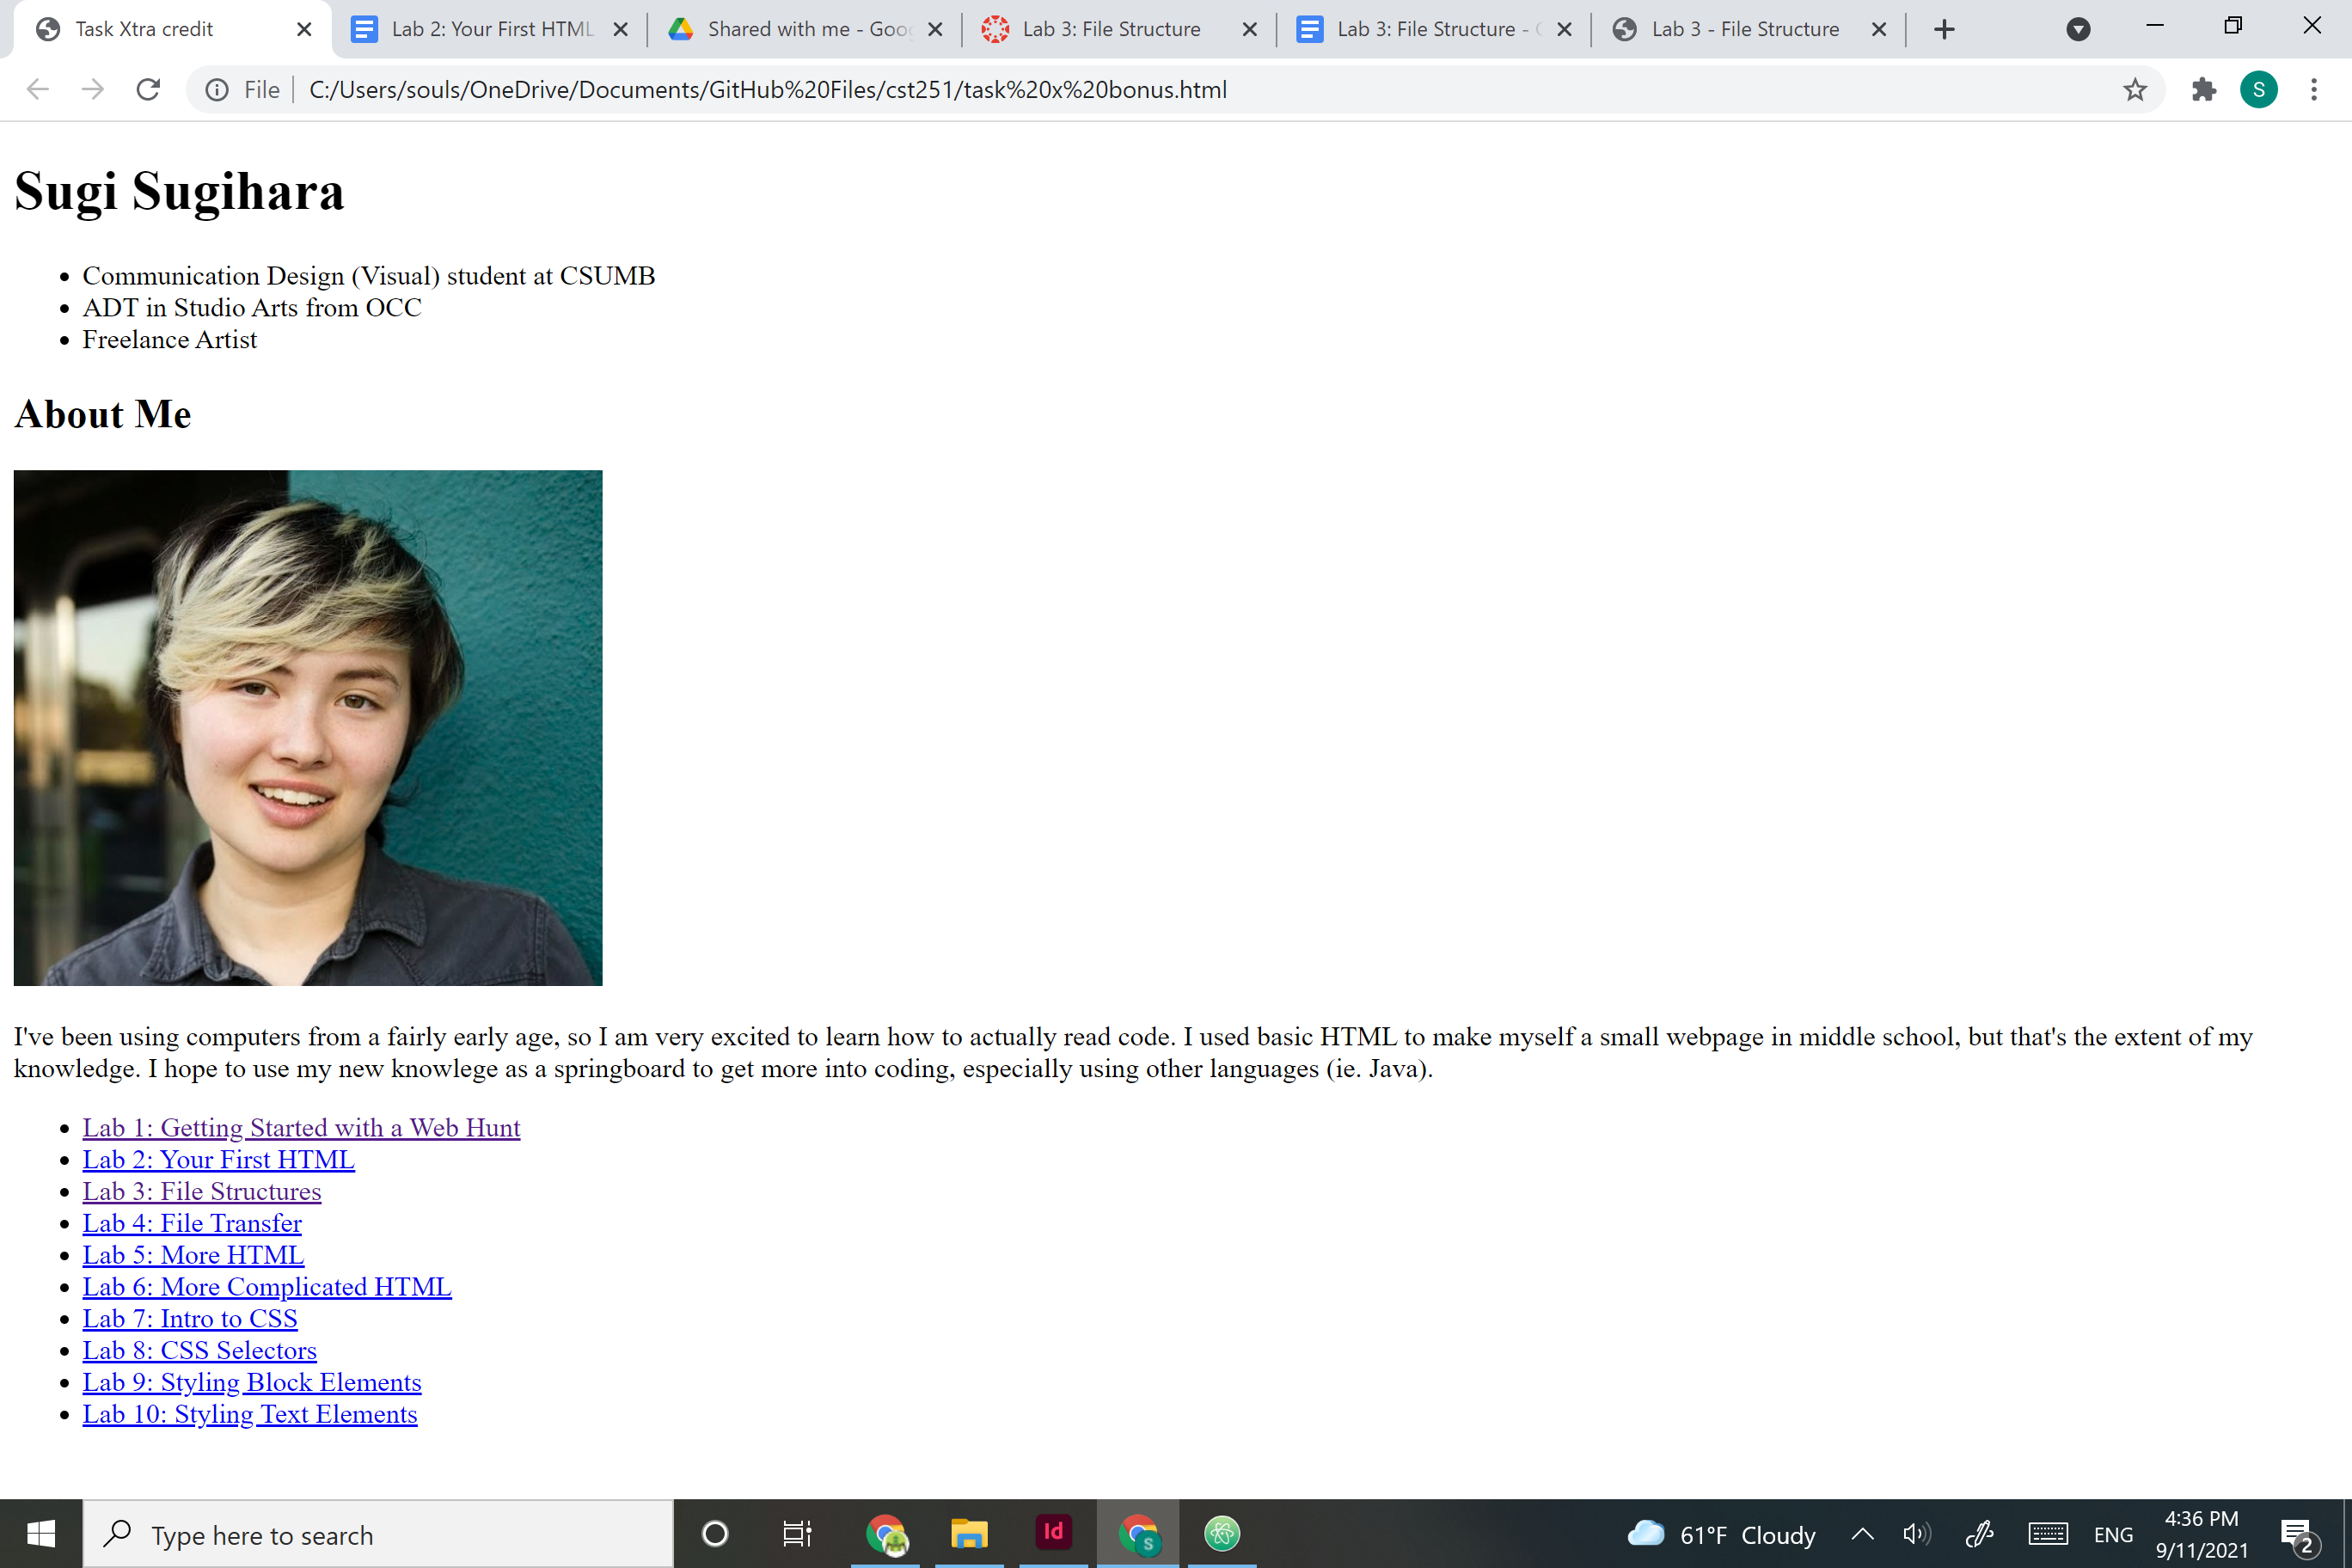 Task Xtra credit
Lab 2: Your First HTML
Shared with me - Goo
Lab 3: File Structure
Lab 3: File Structure -
Lab 3 - File Structure
File
C:/Users/souls/OneDrive/Documents/GitHub%20Files/cst251/task%20x%20bonus.html
S
Sugi Sugihara
Communication Design (Visual) student at CSUMB
ADT in Studio Arts from OCC
Freelance Artist
About Me
I've been using computers from a fairly early age, so I am very excited to learn how to actually read code. I used basic HTML to make myself a small webpage in middle school, but that's the extent of my
knowledge. I hope to use my new knowlege as a springboard to get more into coding, especially using other languages (ie. Java).
Lab 1: Getting Started with a Web Hunt
Lab 2: Your First HTML
Lab 3: File Structures
Lab 4: File Transfer
Lab 5: More HTML
Lab 6: More Complicated HTML
Lab 7: Intro to CSS
Lab 8: CSS Selectors
Lab 9: Styling Block Elements
Lab 10: Styling Text Elements
Type here to search
Id
S
61°F Cloudy
ENG
4:36 PM
9/11/2021
2